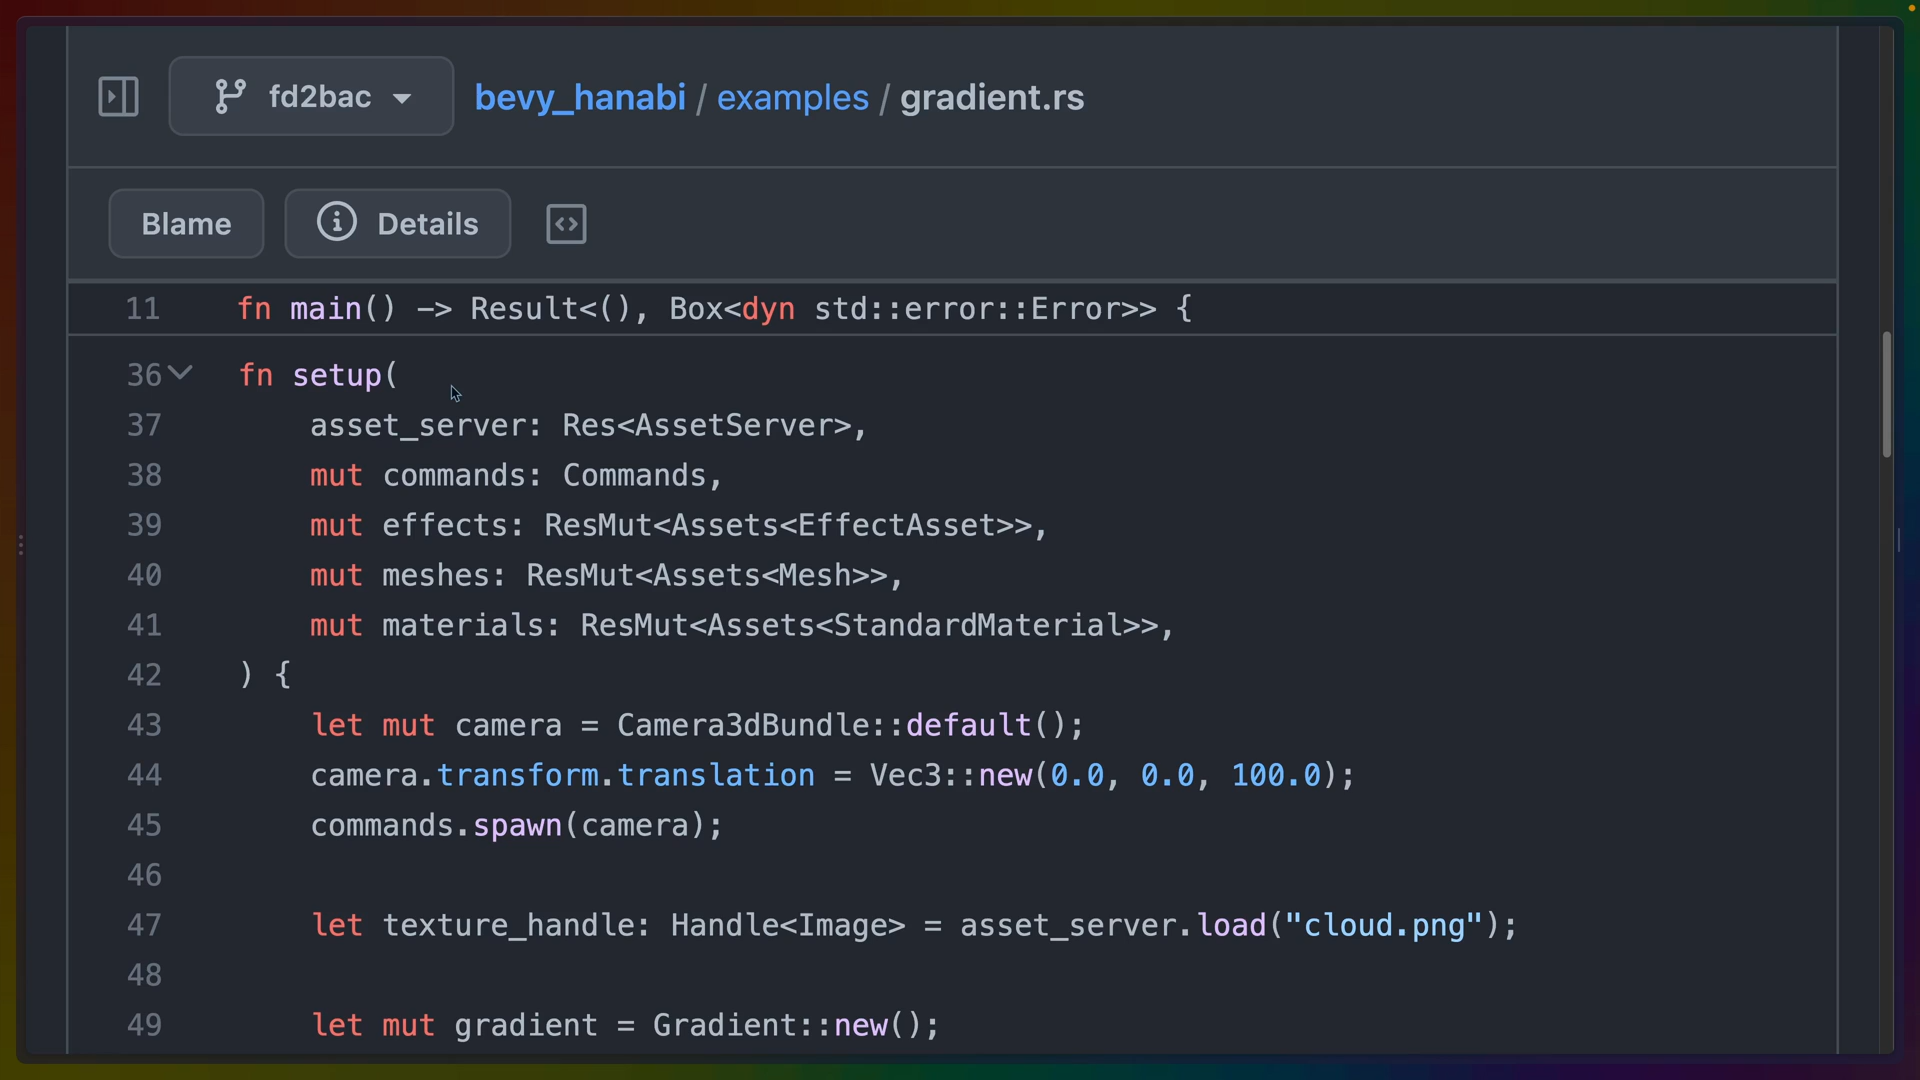 fd2bac bevy_hanabi / examples / gradient.rs
Blame Details
11 fn main() -> Result<(), Box<dyn std::error::Error>> {
36 fn setup(
37 asset_server: Res<AssetServer>,
38 mut commands: Commands,
39 mut effects: ResMut<Assets<EffectAsset>>,
40 mut meshes: ResMut<Assets<Mesh>>,
41 mut materials: ResMut<Assets<StandardMaterial>>,
42 ) {
43 let mut camera = Camera3dBundle::default();
44 camera.transform.translation = Vec3::new(0.0, 0.0, 100.0);
45 commands.spawn(camera);
46
47 let texture_handle: Handle<Image> = asset_server.load("cloud.png");
48
49 let mut gradient = Gradient::new();